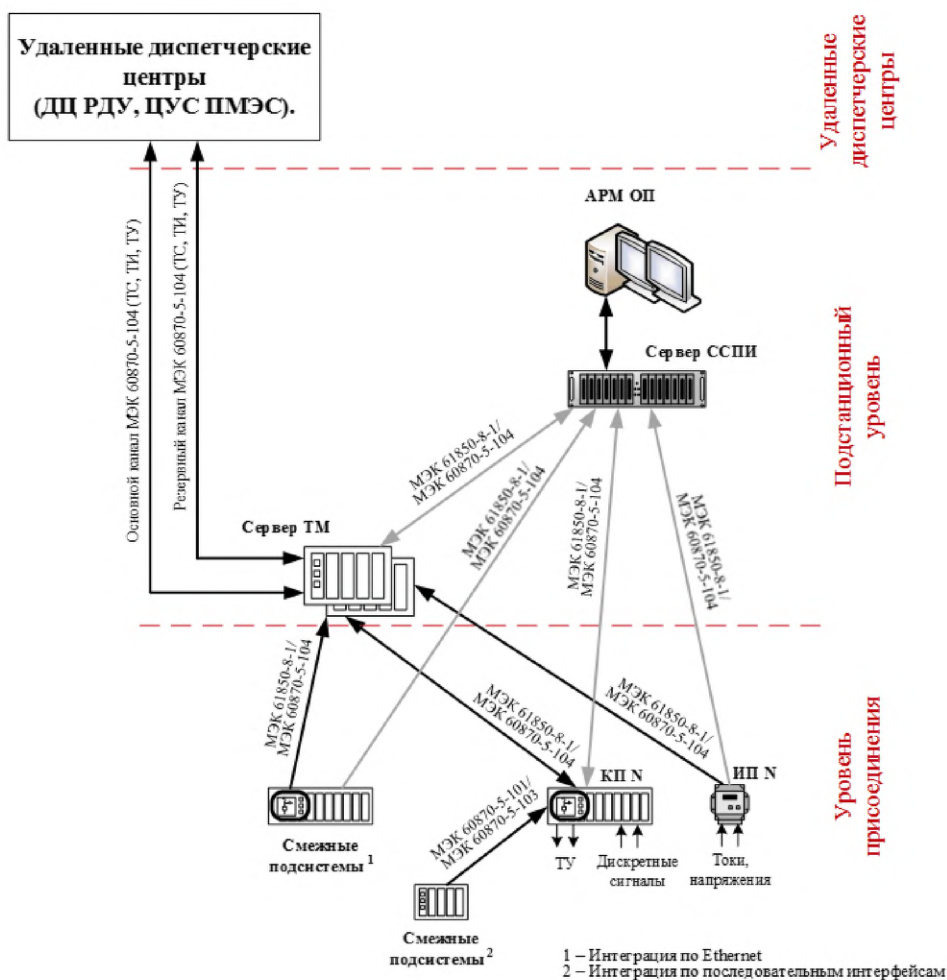 Удаленные диспетчерские
центры
(ДЦ РДУ, ЦУС ПМЭС).
Удаленные
диспетчерские
центры
Основной канал МЭК 60870-5-104 (ТС, ТИ, ТУ)
Резервный канал МЭК 60870-5-104 (ТС, ТИ, ТУ)
АРМ ОП
Сервер ССПИ
Подстанционный
уровень
МЭК 61850-8-1/
МЭК 60870-5-104
МЭК 61850-8-1/
МЭК 60870-5-104
МЭК 61850-8-1/
МЭК 60870-5-104
МЭК 61850-8-1/
МЭК 60870-5-104
Сервер ТМ
МЭК 61850-8-1/
МЭК 60870-5-104
МЭК 61850-8-1/
МЭК 60870-5-104
МЭК 61850-8-1/
МЭК 60870-5-104
Уровень
присоединения
КП N
ИП N
МЭК 60870-5-101/
МЭК 60870-5-103
Смежные
подсистемы 1
ТУ
Дискретные
сигналы
Токи,
напряжения
Смежные
подсистемы 2
1 – Интеграция по Ethernet
2 – Интеграция по последовательным интерфейсам